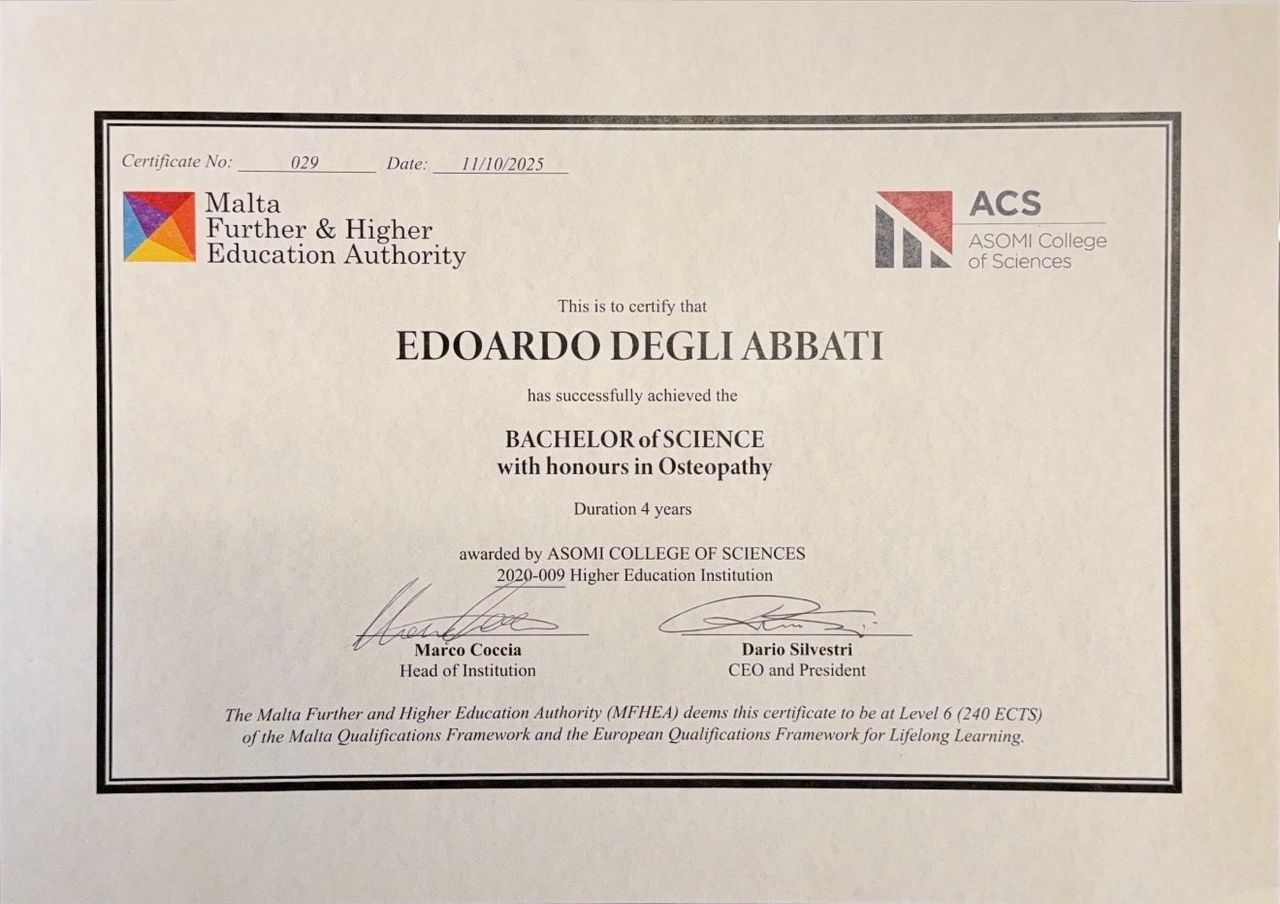 Certificate No: 029 Date: 11/10/2025
Malta
Further & Higher
Education Authority
ACS
ASOMI College
of Sciences
This is to certify that
EDOARDO DEGLI ABBATI
has successfully achieved the
BACHELOR of SCIENCE
with honours in Osteopathy
Duration 4 years
awarded by ASOMI COLLEGE OF SCIENCES
2020-009 Higher Education Institution
Marco Coccia
Head of Institution
Dario Silvestri
CEO and President
The Malta Further and Higher Education Authority (MFHEA) deems this certificate to be at Level 6 (240 ECTS)
of the Malta Qualifications Framework and the European Qualifications Framework for Lifelong Learning.